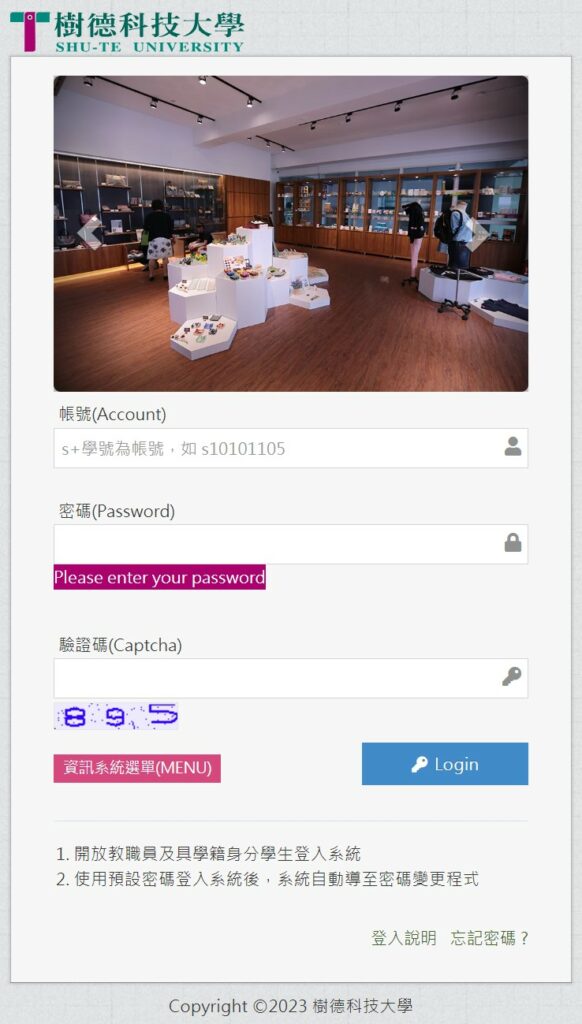 樹德科技大學
SHU-TE UNIVERSITY
帳號(Account)
s+學號為帳號，如 s10101105
密碼(Password)
Please enter your password
驗證碼(Captcha)
895
資訊系統選單(MENU)
Login
1. 開放教職員及具學籍身分學生登入系統
2. 使用預設密碼登入系統後，系統自動導至密碼變更程式
登入說明 忘記密碼？
Copyright ©2023 樹德科技大學